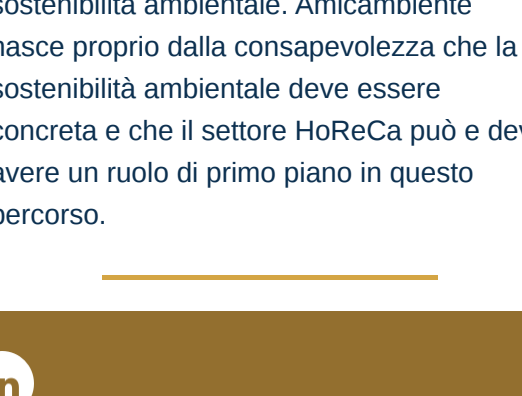 sostenibilità ambientale. Amicambiente
nasce proprio dalla consapevolezza che la
sostenibilità ambientale deve essere
concreta e che il settore HoReCa può e
avere un ruolo di primo piano in questo
percorso.